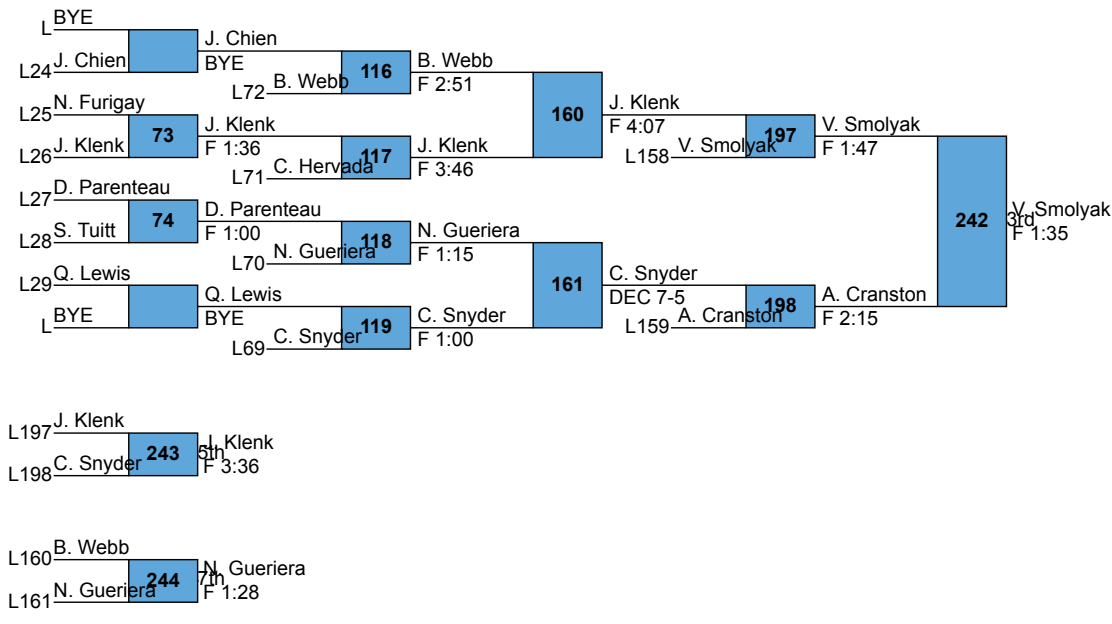 BYE
L
J. Chien
L24
J. Chien
BYE
B. Webb
L72
116
B. Webb
F 2:51
N. Furigay
L25
73
J. Klenk
L26
J. Klenk
F 1:36
C. Hervada
L71
117
J. Klenk
F 3:46
160
J. Klenk
F 4:07
V. Smolyak
L158
197
V. Smolyak
F 1:47
D. Parenteau
L27
74
S. Tuitt
L28
D. Parenteau
F 1:00
N. Gueriera
L70
118
N. Gueriera
F 1:15
Q. Lewis
L29
BYE
L
Q. Lewis
BYE
C. Snyder
L69
119
C. Snyder
F 1:00
161
C. Snyder
DEC 7-5
A. Cranston
L159
198
A. Cranston
F 2:15
242
V. Smolyak
3rd
F 1:35
J. Klenk
L197
243
C. Snyder
L198
J. Klenk
5th
F 3:36
B. Webb
L160
244
N. Gueriera
L161
N. Gueriera
7th
F 1:28